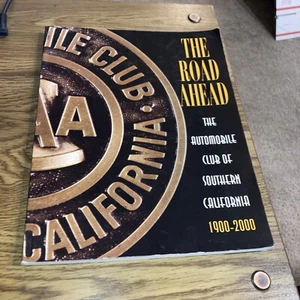 THE
ROAD
AHEAD
THE
AUTOMOBILE
CLUB OF
SOUTHERN
CALIFORNIA
1900-2000
ILE CLUB
AA
CALIFORNIA